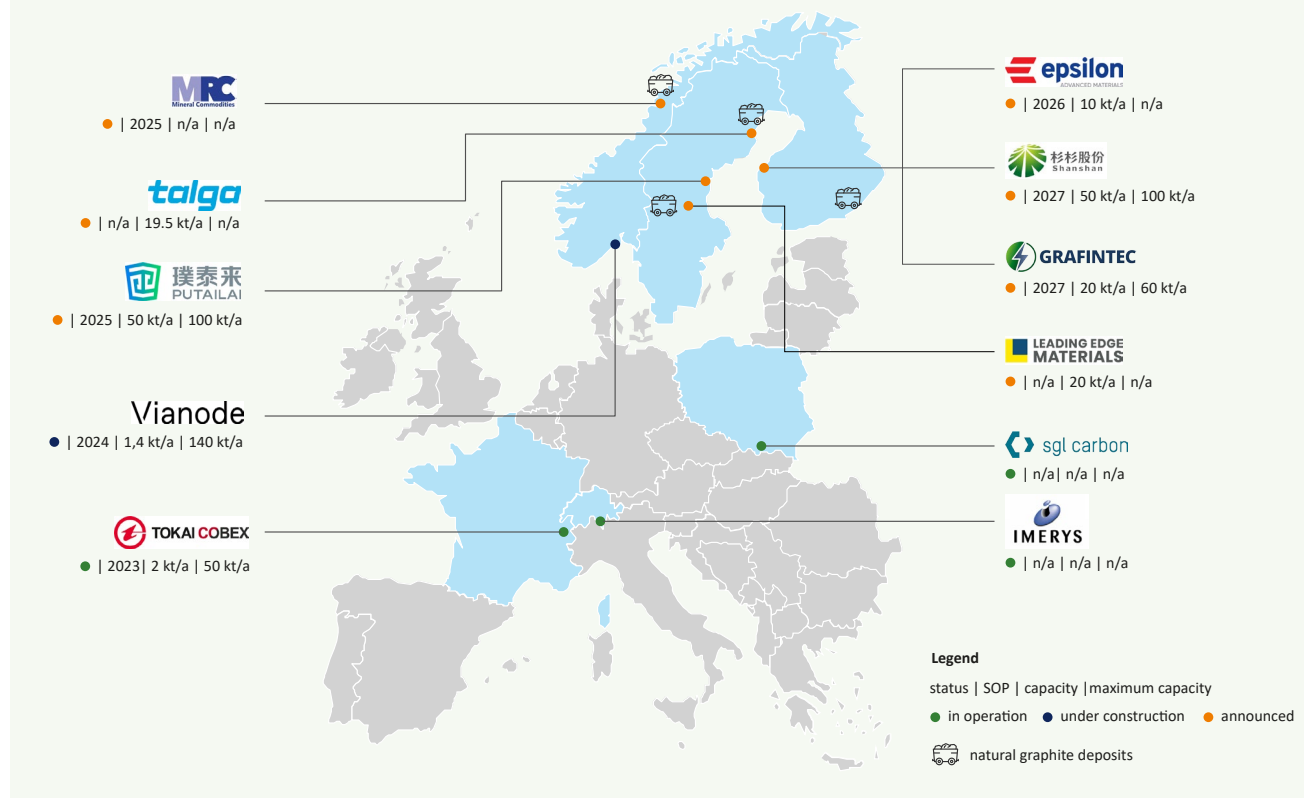 MRC
Mineral Commodities
| 2025 | n/a | n/a
talga
| n/a | 19.5 kt/a | n/a
璞泰来
PUTAILAI
| 2025 | 50 kt/a | 100 kt/a
Vianode
| 2024 | 1,4 kt/a | 140 kt/a
TOKAI COBEX
| 2023| 2 kt/a | 50 kt/a
epsilon
ADVANCED MATERIALS
| 2026 | 10 kt/a | n/a
杉杉股份
Shanshan
| 2027 | 50 kt/a | 100 kt/a
GRAFINTEC
| 2027 | 20 kt/a | 60 kt/a
LEADING EDGE
MATERIALS
| n/a | 20 kt/a | n/a
sgl carbon
| n/a| n/a | n/a
IMERYS
| n/a | n/a | n/a
Legend
status | SOP | capacity |maximum capacity
in operation
under construction
announced
natural graphite deposits